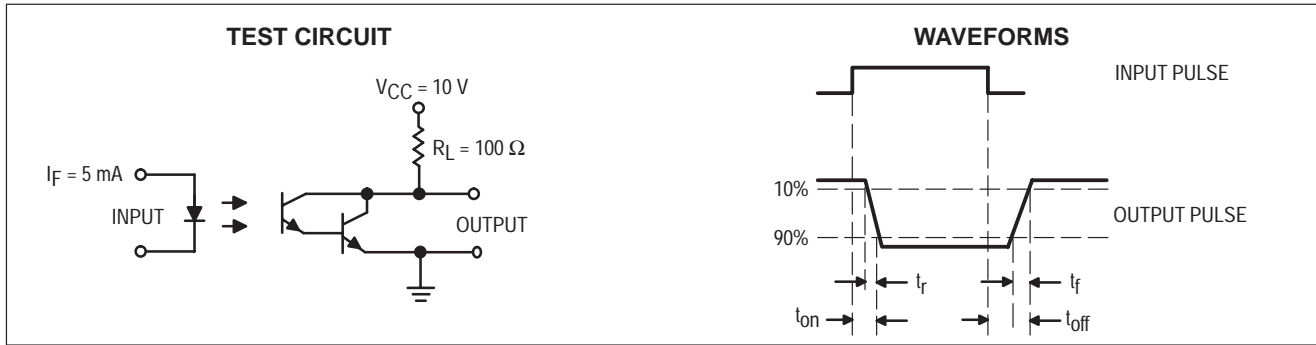 TEST CIRCUIT
VCC = 10 V
RL = 100 Ω
IF = 5 mA
INPUT
OUTPUT
WAVEFORMS
INPUT PULSE
10%
OUTPUT PULSE
90%
tr
tf
ton
toff